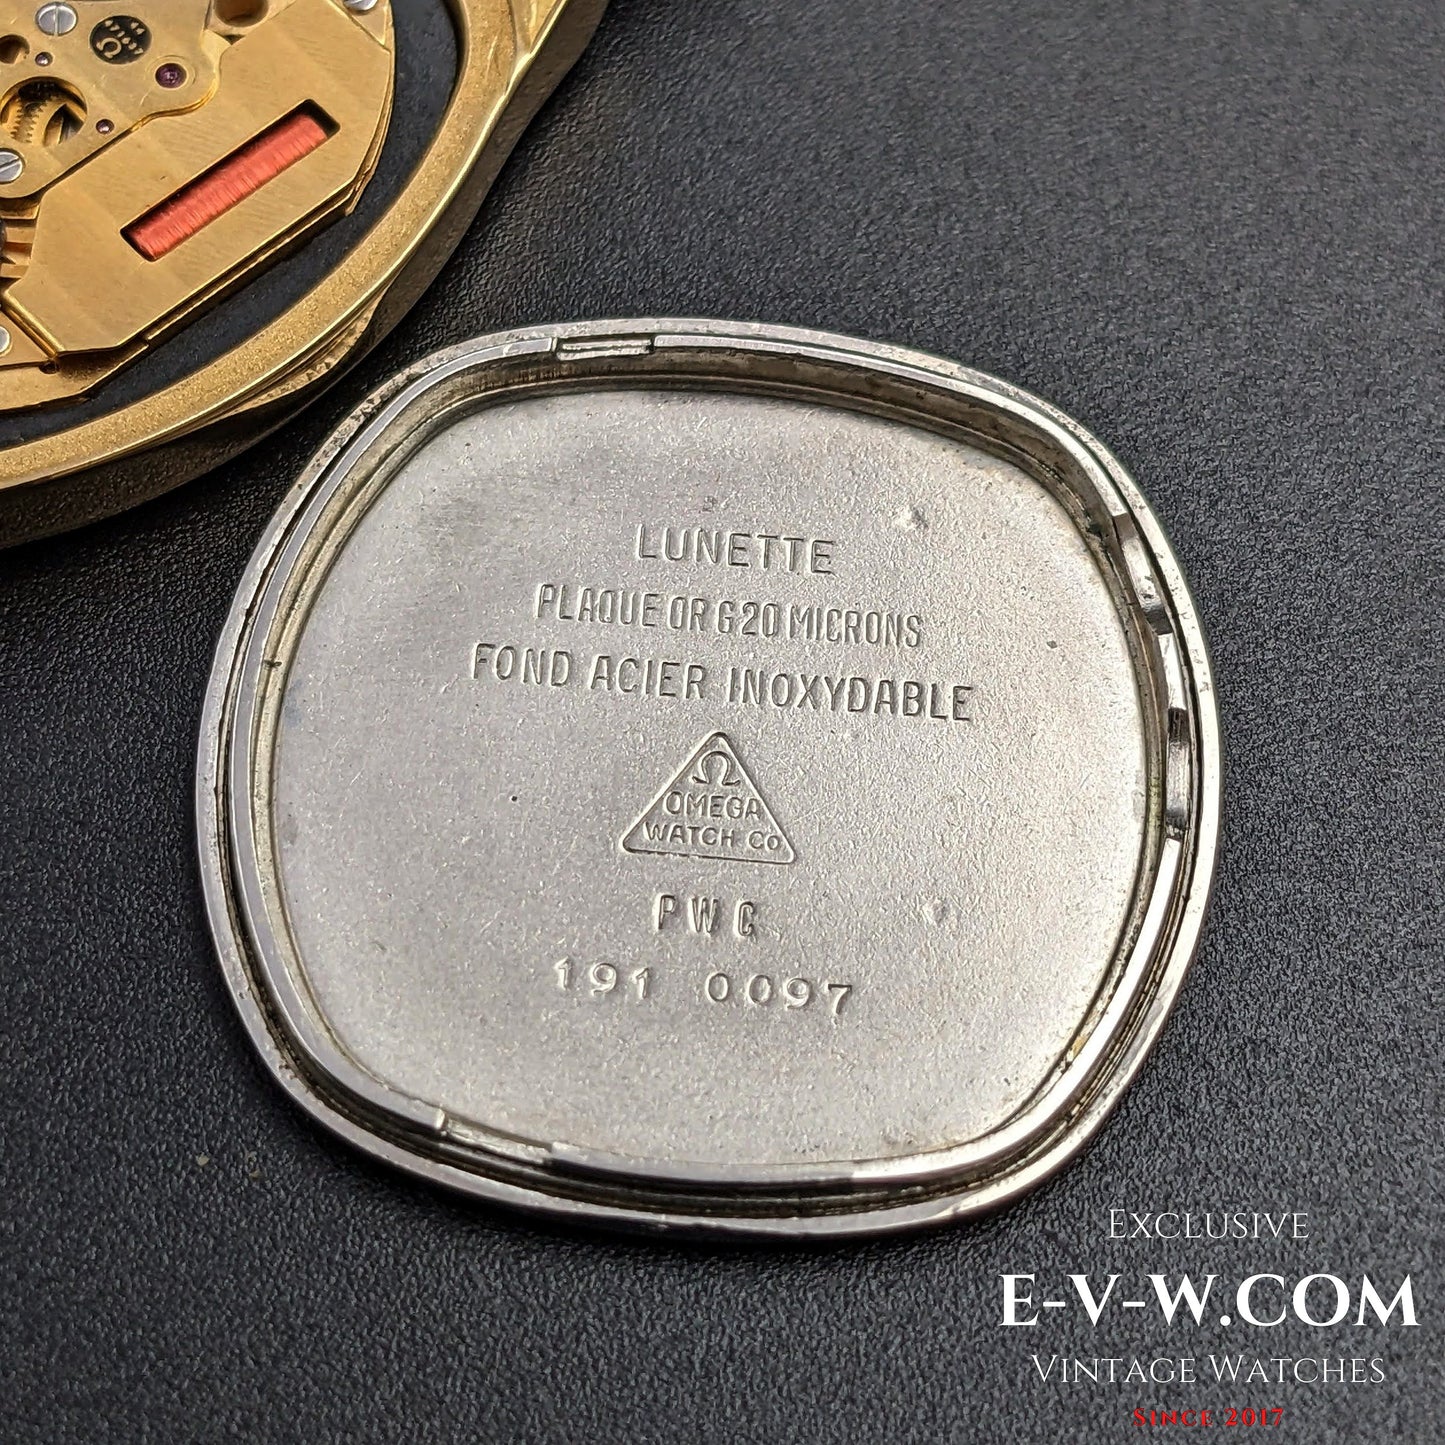 LUNETTE
PLAQUE OR G 20 MICRONS
FOND ACIER INOXYDABLE
Ω
OMEGA
WATCH CO
PWC
191 0097
EXCLUSIVE
E-V-W.COM
VINTAGE WATCHES
SINCE 2017